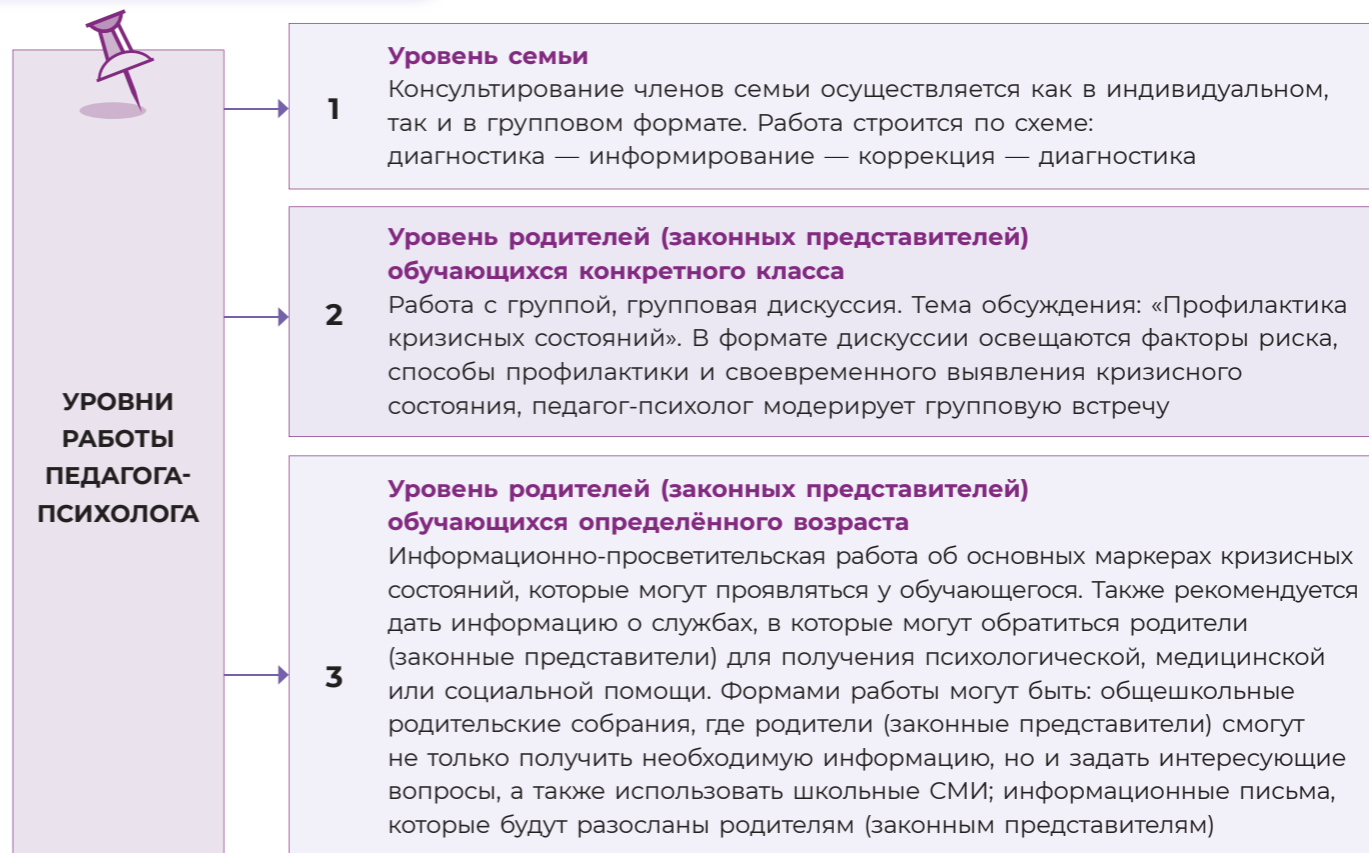 УРОВНИ
РАБОТЫ
ПЕДАГОГА-
ПСИХОЛОГА
1
Уровень семьи
Консультирование членов семьи осуществляется как в индивидуальном,
так и в групповом формате. Работа строится по схеме:
диагностика — информирование — коррекция — диагностика
2
Уровень родителей (законных представителей)
обучающихся конкретного класса
Работа с группой, групповая дискуссия. Тема обсуждения: «Профилактика
кризисных состояний». В формате дискуссии освещаются факторы риска,
способы профилактики и своевременного выявления кризисного
состояния, педагог-психолог модерирует групповую встречу
3
Уровень родителей (законных представителей)
обучающихся определённого возраста
Информационно-просветительская работа об основных маркерах кризисных
состояний, которые могут проявляться у обучающегося. Также рекомендуется
дать информацию о службах, в которые могут обратиться родители
(законные представители) для получения психологической, медицинской
или социальной помощи. Формами работы могут быть: общешкольные
родительские собрания, где родители (законные представители) смогут
не только получить необходимую информацию, но и задать интересующие
вопросы, а также использовать школьные СМИ; информационные письма,
которые будут разосланы родителям (законным представителям)